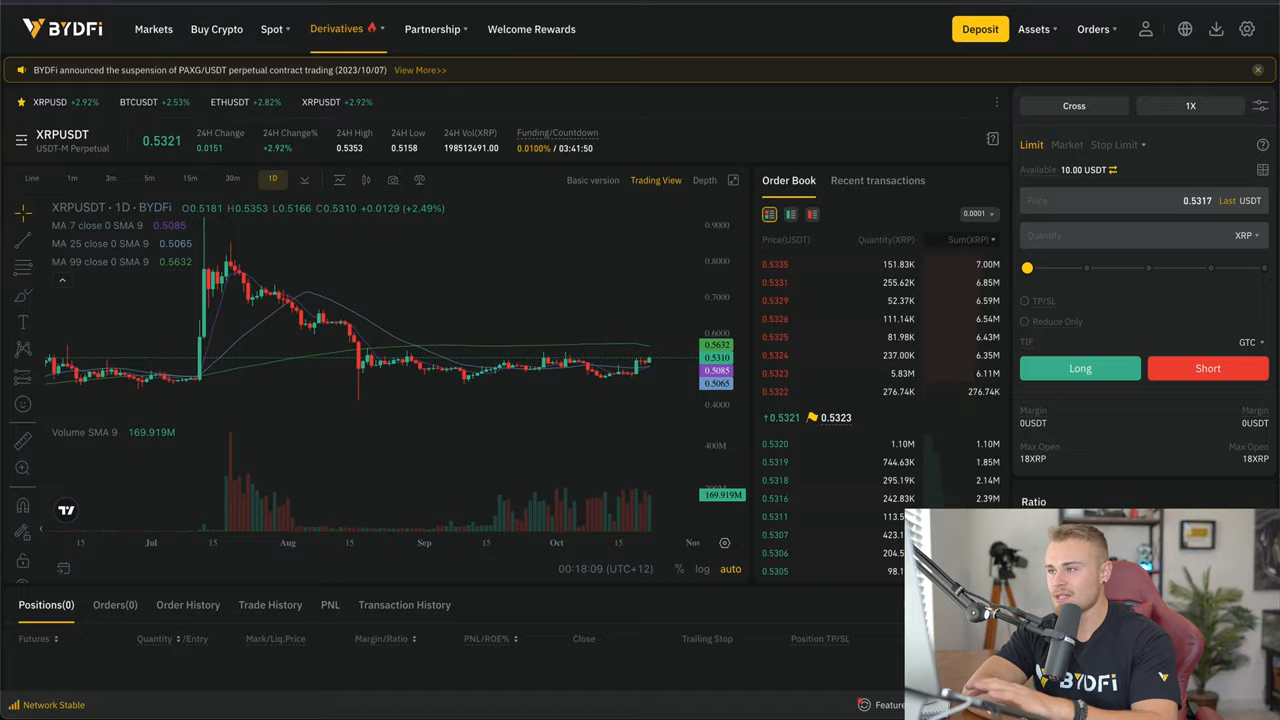 BYDFi
Markets
Buy Crypto
Spot
Derivatives
Partnership
Welcome Rewards
Deposit
Assets
Orders
BYDFi announced the suspension of PAXG/USDT perpetual contract trading (2023/10/07) View More>>
XRPUSD +2.92% BTCUSDT +2.53% ETHUSDT +2.82% XRPUSDT +2.92%
XRPUSDT
USDT-M Perpetual
0.5321
24H Change
0.0151
24H Change%
+2.92%
24H High
0.5353
24H Low
0.5158
24H Vol(XRP)
198512491.00
Funding/Countdown
0.0100% / 03:41:50
Line 1m 3m 5m 15m 30m 1D
Basic version Trading View Depth
XRPUSDT · 1D · BYDFi O0.5181 H0.5353 L0.5166 C0.5310 +0.0129 (+2.49%)
MA 7 close 0 SMA 9 0.5085
MA 25 close 0 SMA 9 0.5065
MA 99 close 0 SMA 9 0.5632
0.9000
0.8000
0.7000
0.6000
0.5632
0.5310
0.5085
0.5065
0.4000
Volume SMA 9 169.919M
400M
169.919M
15 Jul 15 Aug 15 Sep 15 Oct 15
00:18:09 (UTC+12) % log auto
Order Book Recent transactions
0.0001
Price(USDT) Quantity(XRP) Sum(XRP)
0.5335 151.83K 7.00M
0.5331 255.62K 6.85M
0.5329 52.37K 6.59M
0.5326 111.14K 6.54M
0.5325 81.98K 6.43M
0.5324 237.00K 6.35M
0.5323 5.83M 6.11M
0.5322 276.74K 276.74K
↑0.5321 0.5323
0.5320 1.10M 1.10M
0.5319 744.63K 1.85M
0.5318 295.19K 2.14M
0.5316 242.83K 2.39M
0.5311 113.5
0.5307 423.1
0.5306 204.
0.5305 98.1
Cross 1X
Limit Market Stop Limit
Available 10.00 USDT
Price 0.5317 Last USDT
Quantity XRP
TP/SL
Reduce Only
TIF GTC
Long Short
Margin Margin
0USDT 0USDT
Max Open Max Open
18XRP 18XRP
Ratio
Positions(0) Orders(0) Order History Trade History PNL Transaction History
Futures Quantity /Entry Mark/Liq.Price Margin/Ratio PNL/ROE% Close Trailing Stop Position TP/SL
Network Stable
BYDFi